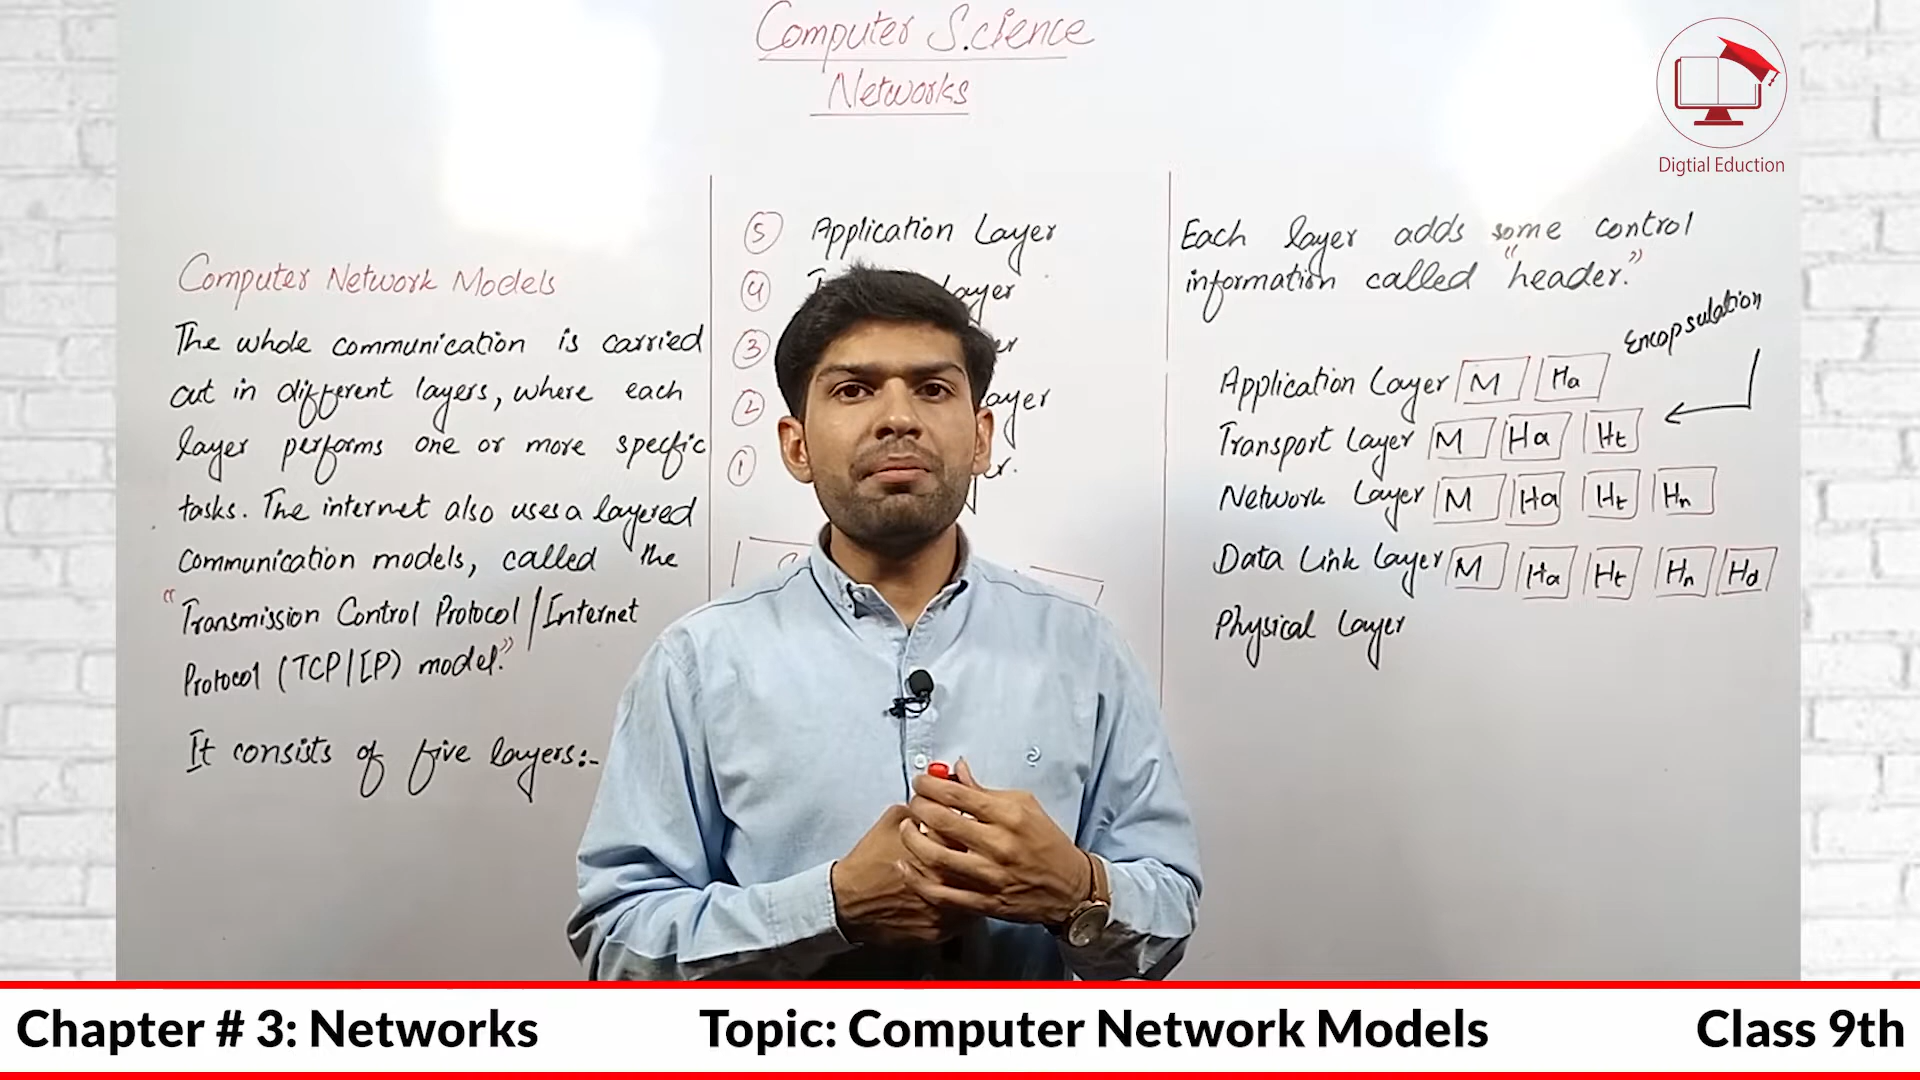 Computer Science
Networks
Digtial Eduction
Computer Network Models
The whole communication is carried
out in different layers, where each
layer performs one or more specfic
tasks. The internet also uses a layered
communication models, called the
"Transmission Control Protocol / Internet
Protocol (TCP/IP) model."
It consists of five layers:-
5 Application Layer
4 Layer
3
2 Layer
1
Each layer adds some control
information called "header."
Encapsulation
Application Layer M Ha
Transport Layer M Ha Ht
Network Layer M Ha Ht Hn
Data Link Layer M Ha Ht Hn Hd
Physical Layer
Chapter # 3: Networks
Topic: Computer Network Models
Class 9th